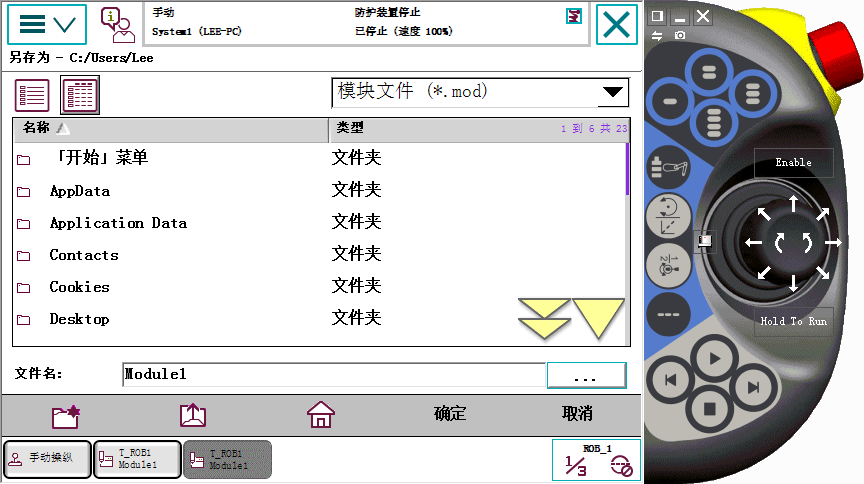 手动
防护装置停止
System1 (LEE-PC)
已停止 (速度 100%)
另存为 - C:/Users/Lee
模块文件 (*.mod)
名称
类型
1 到 6 共 23
「开始」菜单
文件夹
AppData
文件夹
Application Data
文件夹
Contacts
文件夹
Cookies
文件夹
Desktop
文件夹
文件名:
Module1
...
确定
取消
手动操纵
T_ROB1
Module1
T_ROB1
Module1
ROB_1
1/3
Enable
Hold To Run